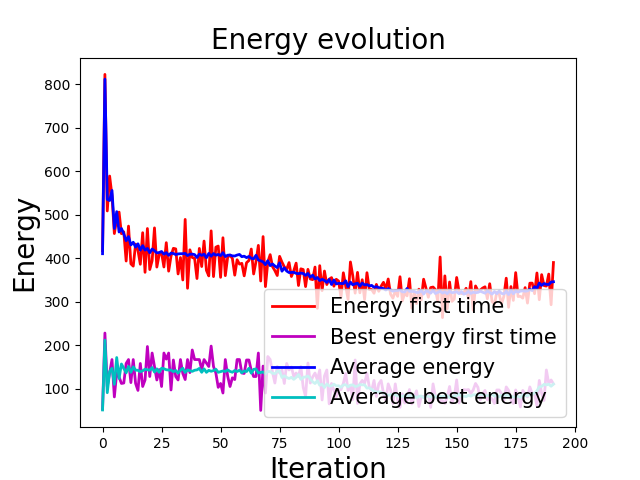 Energy evolution
Energy
800
700
600
500
400
300
200
100
Energy first time
Best energy first time
Average energy
Average best energy
0
25
50
75
100
125
150
175
200
Iteration